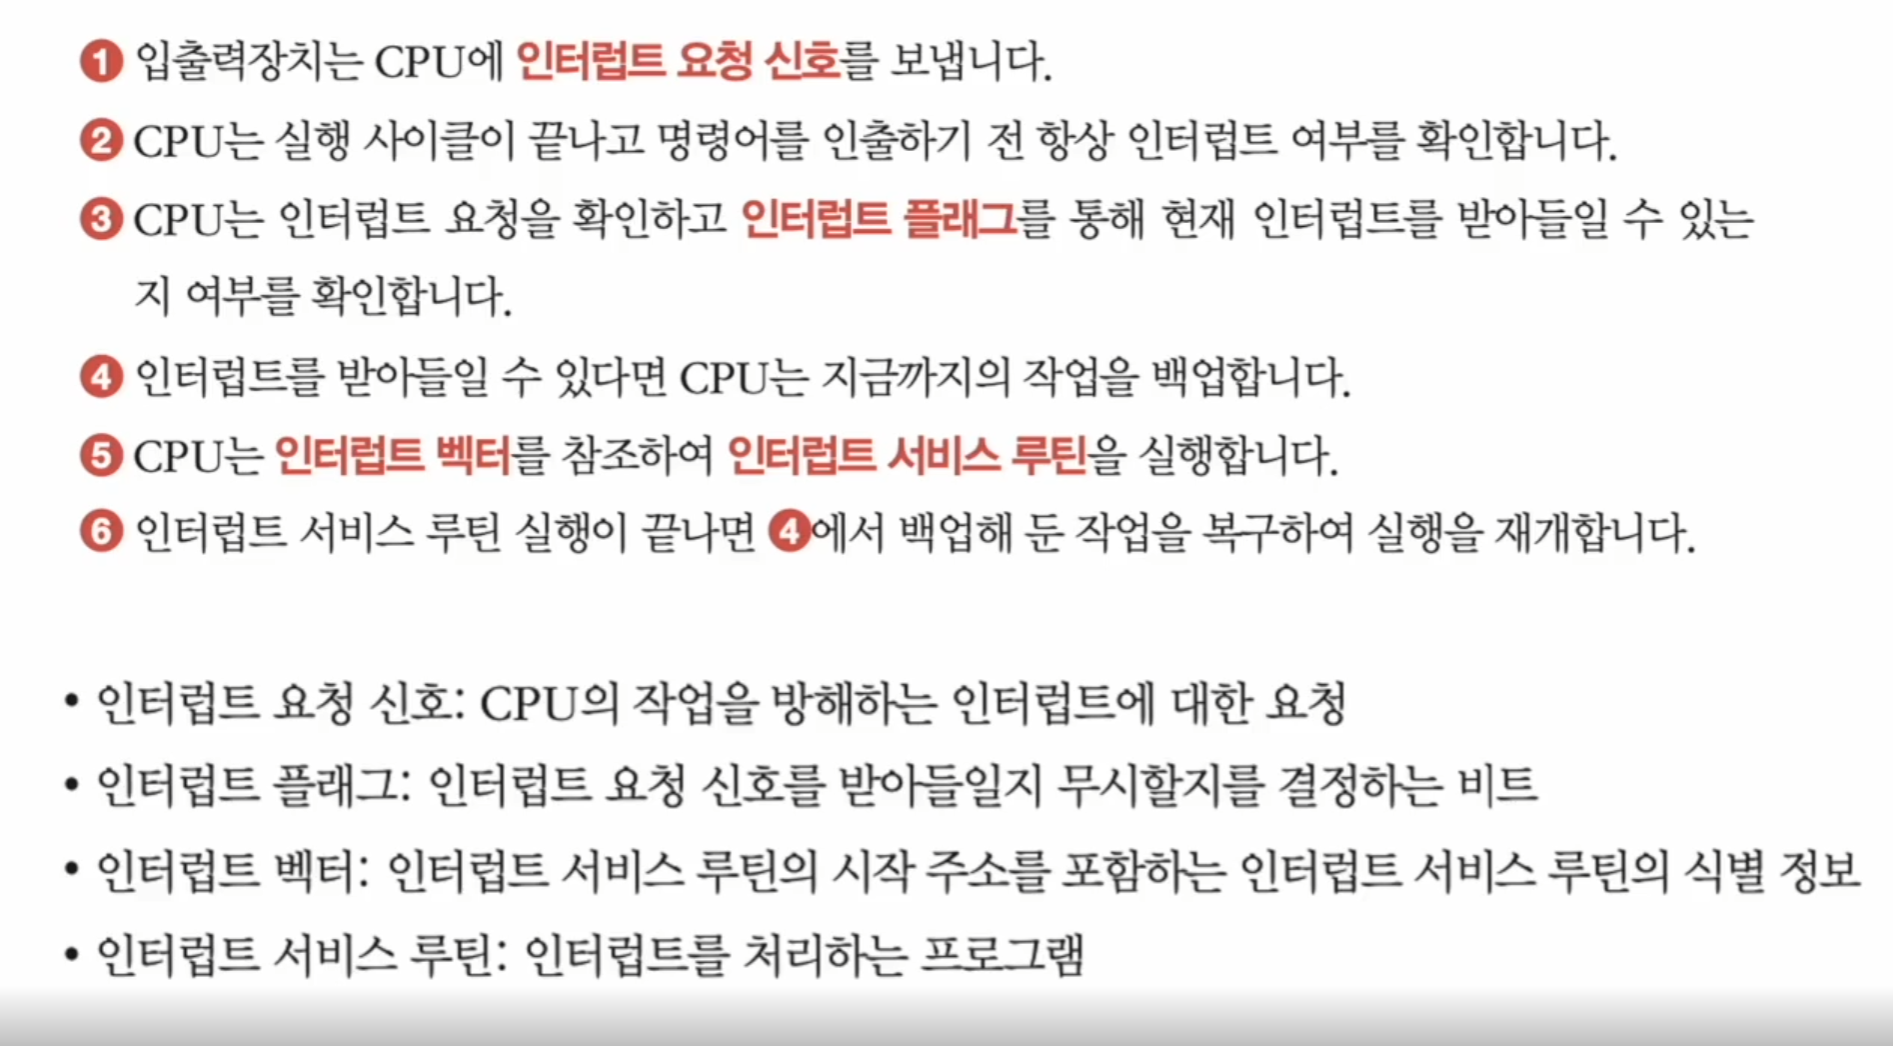 ① 입출력장치는 CPU에 인터럽트 요청 신호를 보냅니다.
② CPU는 실행 사이클이 끝나고 명령어를 인출하기 전 항상 인터럽트 여부를 확인합니다.
③ CPU는 인터럽트 요청을 확인하고 인터럽트 플래그를 통해 현재 인터럽트를 받아들일 수 있는
지 여부를 확인합니다.
④ 인터럽트를 받아들일 수 있다면 CPU는 지금까지의 작업을 백업합니다.
⑤ CPU는 인터럽트 벡터를 참조하여 인터럽트 서비스 루틴을 실행합니다.
⑥ 인터럽트 서비스 루틴 실행이 끝나면 ④에서 백업해 둔 작업을 복구하여 실행을 재개합니다.
• 인터럽트 요청 신호: CPU의 작업을 방해하는 인터럽트에 대한 요청
• 인터럽트 플래그: 인터럽트 요청 신호를 받아들일지 무시할지를 결정하는 비트
• 인터럽트 벡터: 인터럽트 서비스 루틴의 시작 주소를 포함하는 인터럽트 서비스 루틴의 식별 정보
• 인터럽트 서비스 루틴: 인터럽트를 처리하는 프로그램